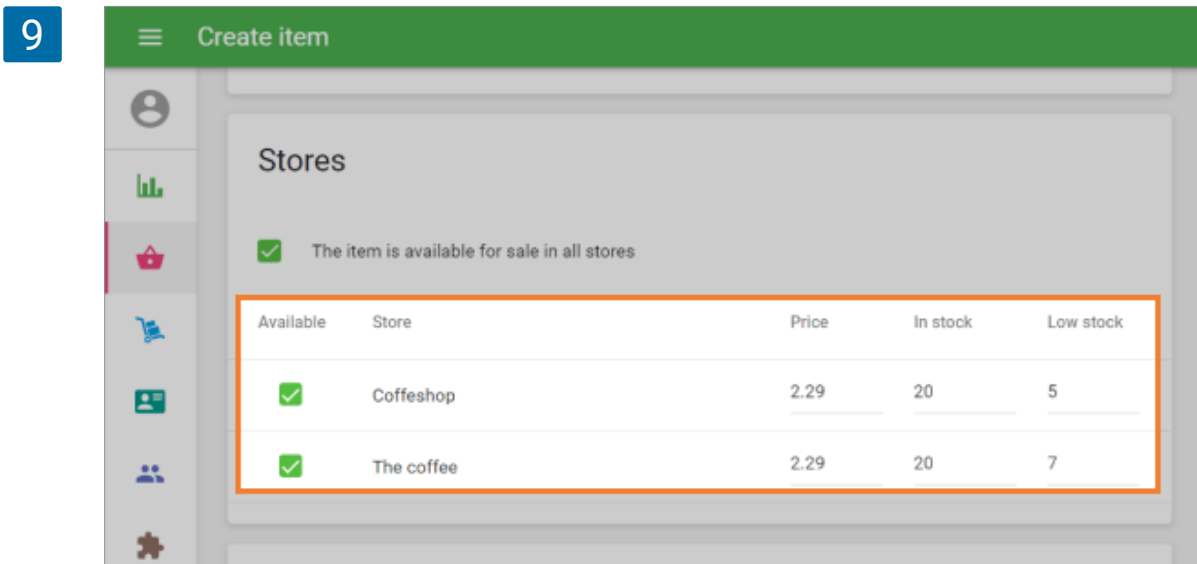 9
Create item
Stores
The item is available for sale in all stores
Available Store Price In stock Low stock
Coffeshop 2.29 20 5
The coffee 2.29 20 7